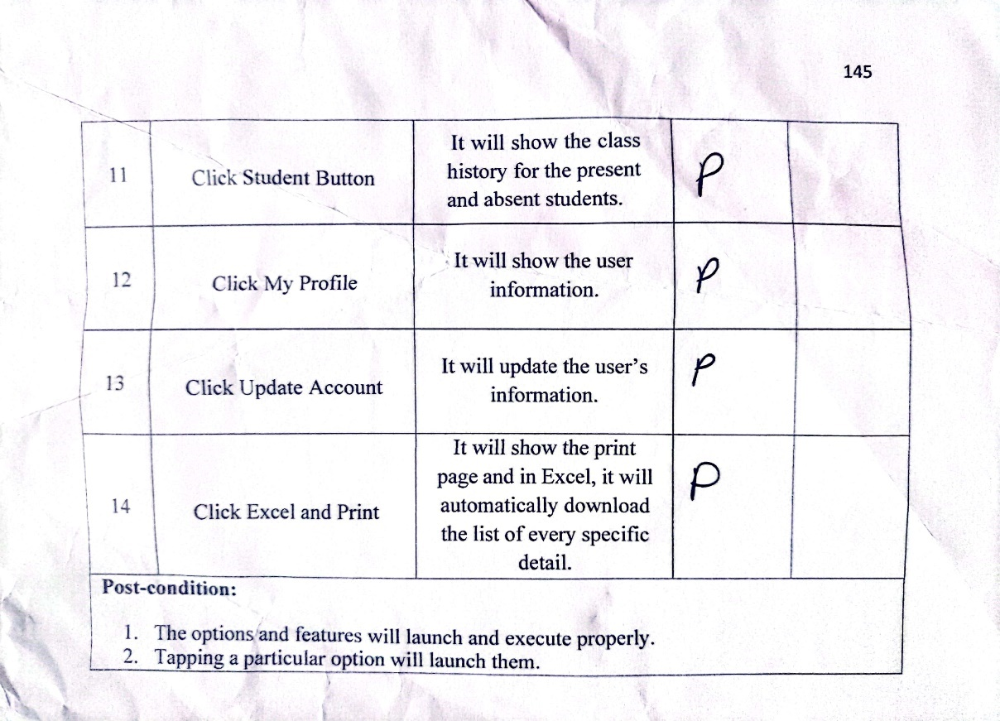 145
11
Click Student Button
It will show the class
history for the present
and absent students.
P
12
Click My Profile
It will show the user
information.
P
13
Click Update Account
It will update the user’s
information.
P
14
Click Excel and Print
It will show the print
page and in Excel, it will
automatically download
the list of every specific
detail.
P
Post-condition:
1. The options and features will launch and execute properly.
2. Tapping a particular option will launch them.